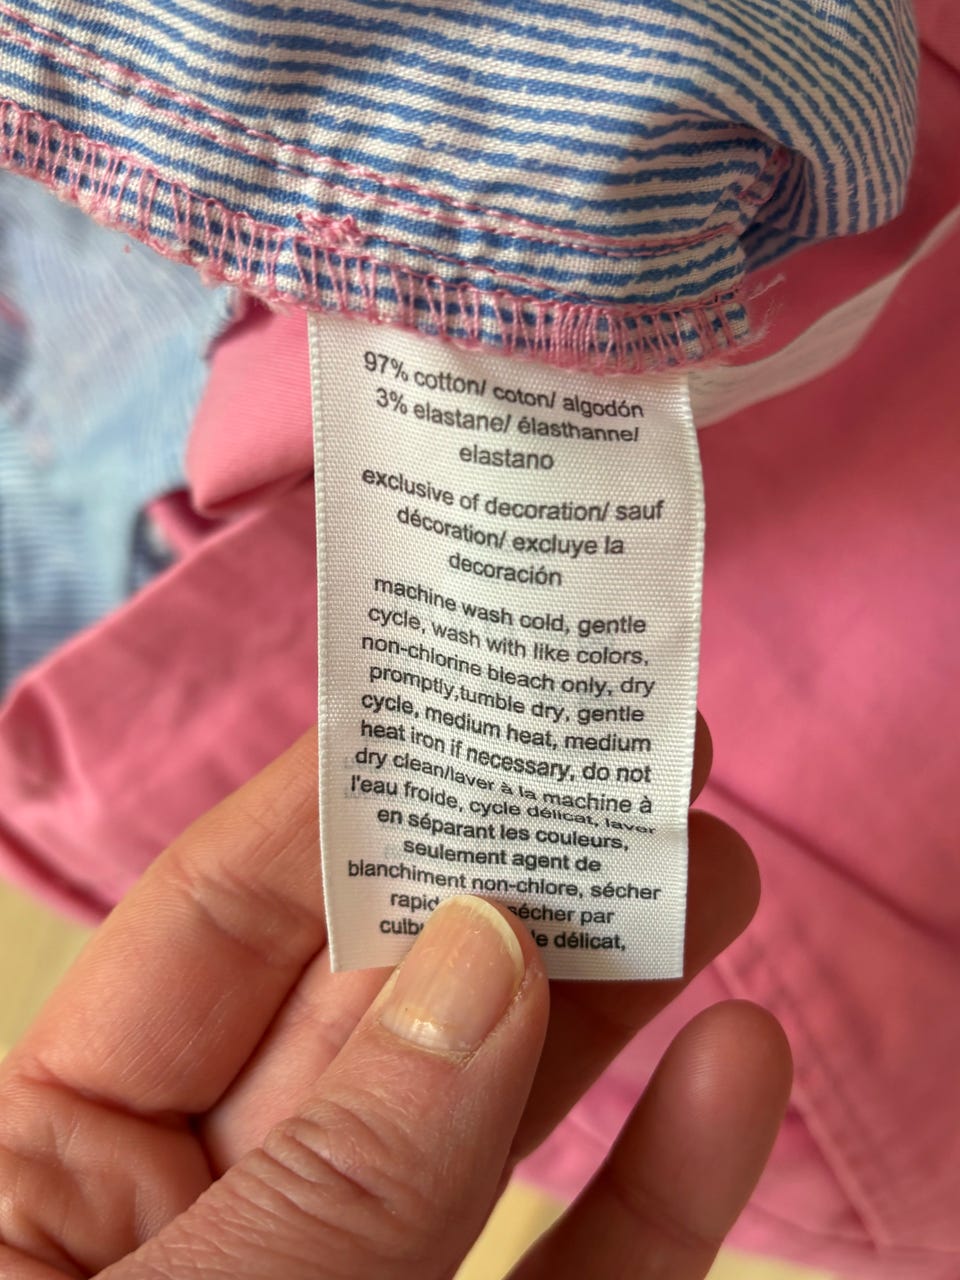 97% cotton/ coton/ algodón
3% elastane/ élasthanne/
elastano
exclusive of decoration/ sauf
décoration/ excluye la
decoración
machine wash cold, gentle
cycle, wash with like colors,
non-chlorine bleach only, dry
promptly,tumble dry, gentle
cycle, medium heat, medium
heat iron if necessary, do not
dry clean/laver à la machine à
l'eau froide, cycle délicat, laver
en séparant les couleurs,
seulement agent de
blanchiment non-chlore, sécher
sécher par
délicat,